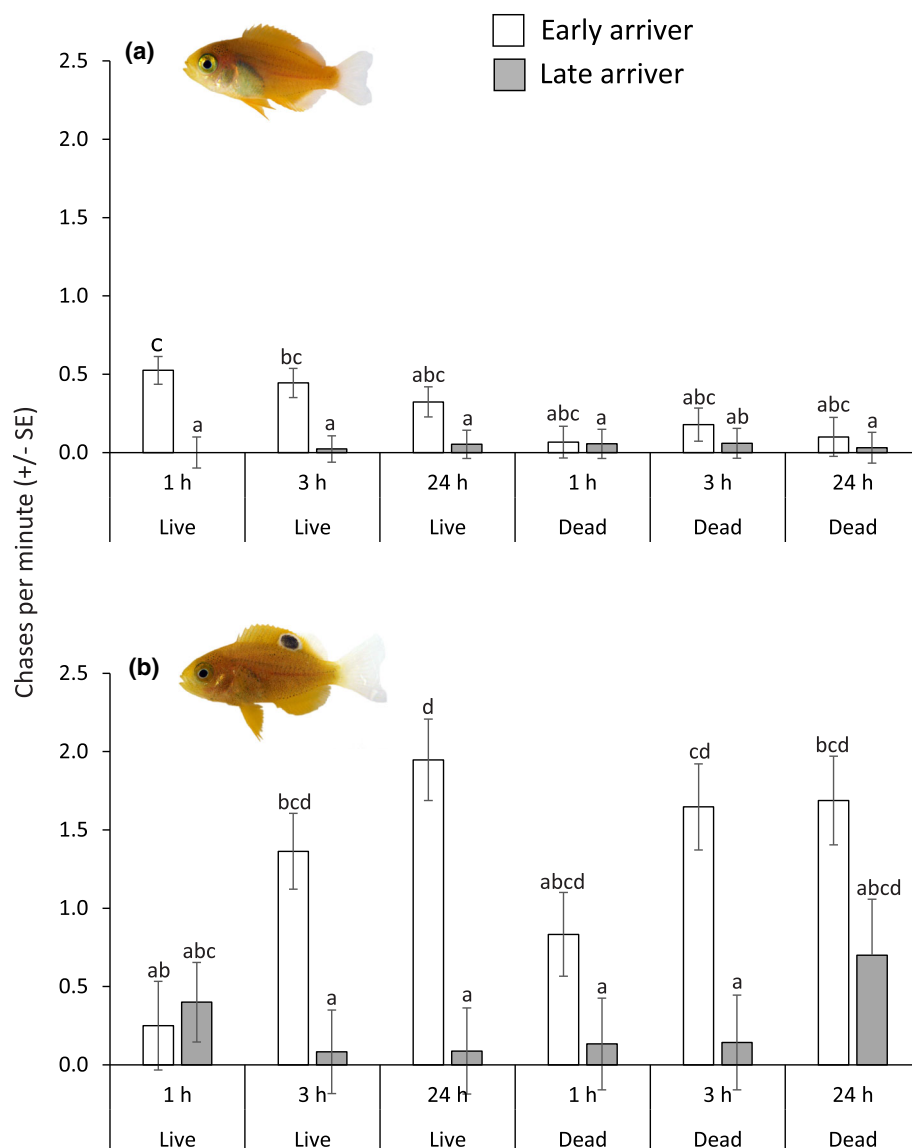 Early arriver
Late arriver
Chases per minute (+/- SE)
(a)
2.5
2.0
1.5
1.0
0.5
0.0
c
a
bc
a
abc
a
abc
a
abc
ab
abc
a
1 h
3 h
24 h
1 h
3 h
24 h
Live
Live
Live
Dead
Dead
Dead
(b)
2.5
2.0
1.5
1.0
0.5
0.0
ab
abc
bcd
a
d
a
abcd
a
cd
a
bcd
abcd
1 h
3 h
24 h
1 h
3 h
24 h
Live
Live
Live
Dead
Dead
Dead